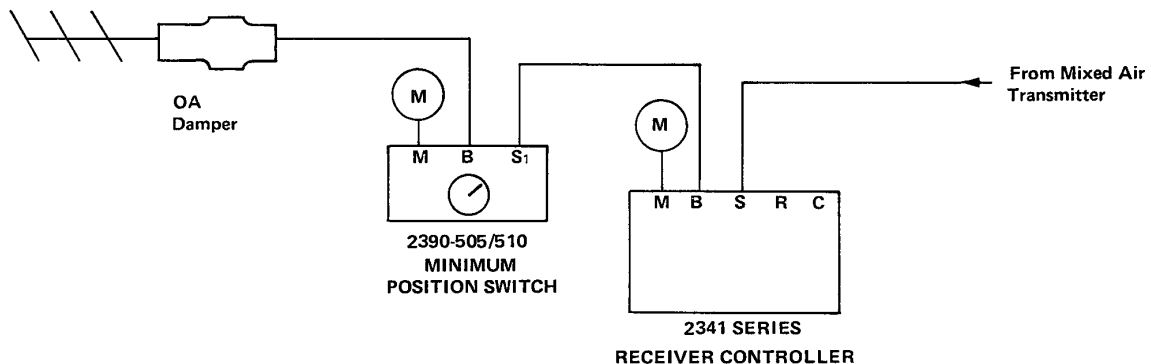 OA
Damper
M
M B S1
2390-505/510
MINIMUM
POSITION SWITCH
M
M B S R C
2341 SERIES
RECEIVER CONTROLLER
From Mixed Air
Transmitter